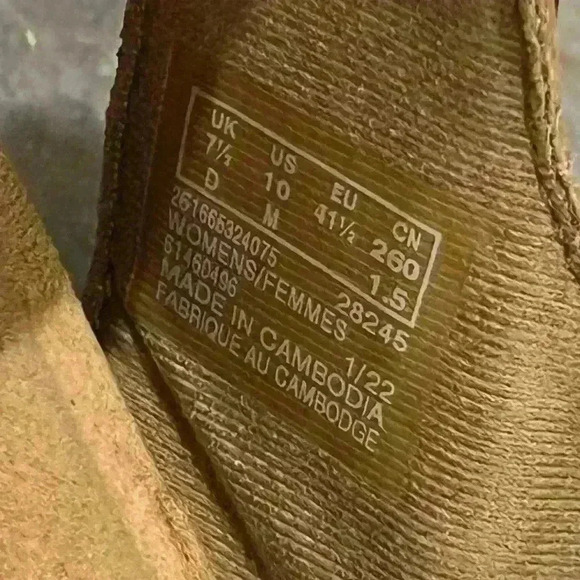 UK US EU CN
7½ 10 41½ 260
D M 1.5
261665324075 28245
WOMENS/FEMMES
61460496 1/22
MADE IN CAMBODIA
FABRIQUE AU CAMBODGE